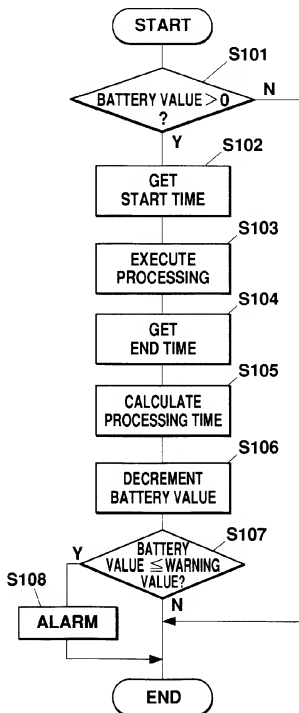 START
S101
BATTERY VALUE > 0
?
N
Y
S102
GET
START TIME
S103
EXECUTE
PROCESSING
S104
GET
END TIME
S105
CALCULATE
PROCESSING TIME
S106
DECREMENT
BATTERY VALUE
S107
BATTERY
VALUE ≦ WARNING
VALUE?
Y
N
S108
ALARM
END